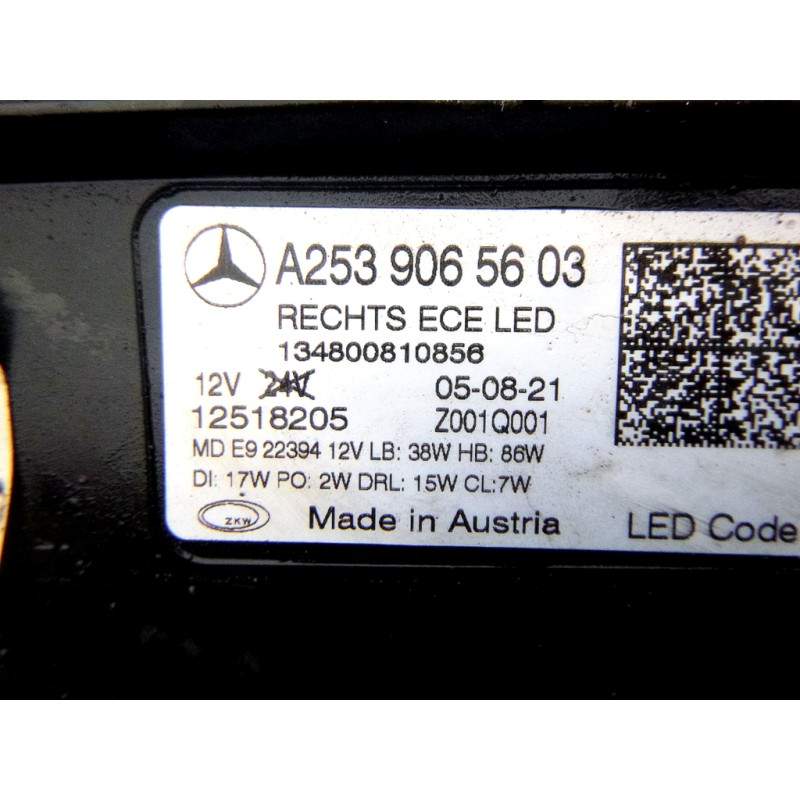 A253 906 56 03
RECHTS ECE LED
134800810856
12V 24V 05-08-21
12518205 Z001Q001
MD E9 22394 12V LB: 38W HB: 86W
DI: 17W PO: 2W DRL: 15W CL:7W
ZKW Made in Austria LED Code